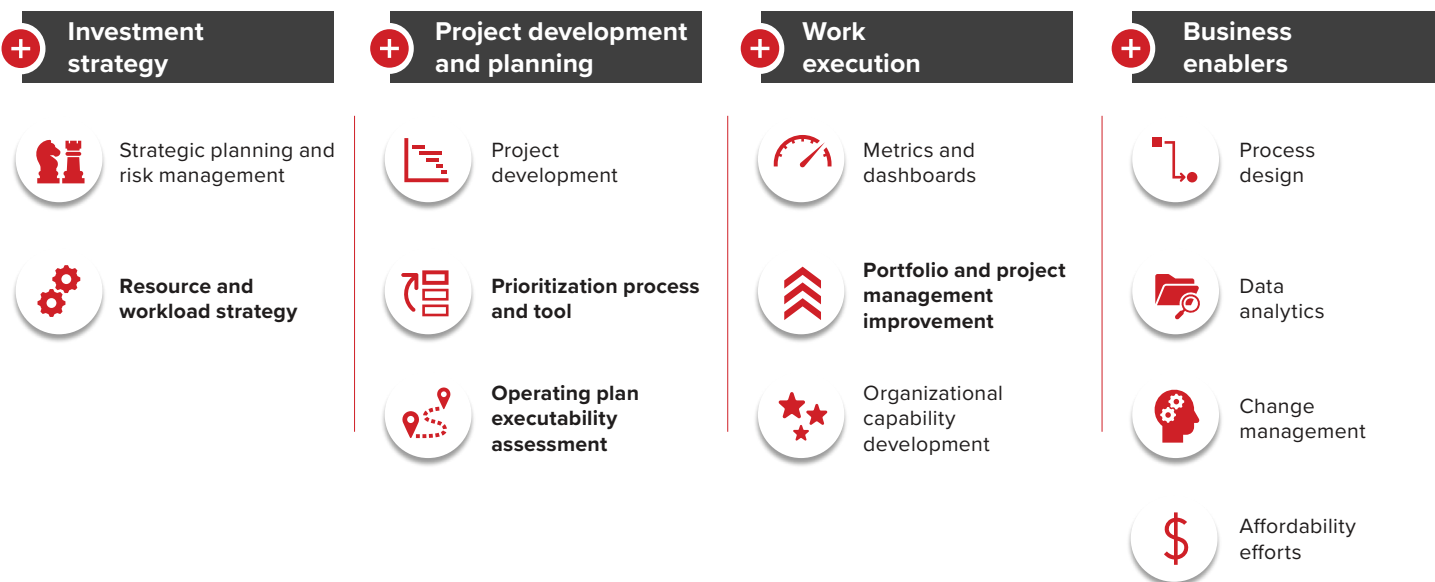 Investment
strategy
Strategic planning and
risk management
Resource and
workload strategy
Project development
and planning
Project
development
Prioritization process
and tool
Operating plan
executability
assessment
Work
execution
Metrics and
dashboards
Portfolio and project
management
improvement
Organizational
capability
development
Business
enablers
Process
design
Data
analytics
Change
management
Affordability
efforts